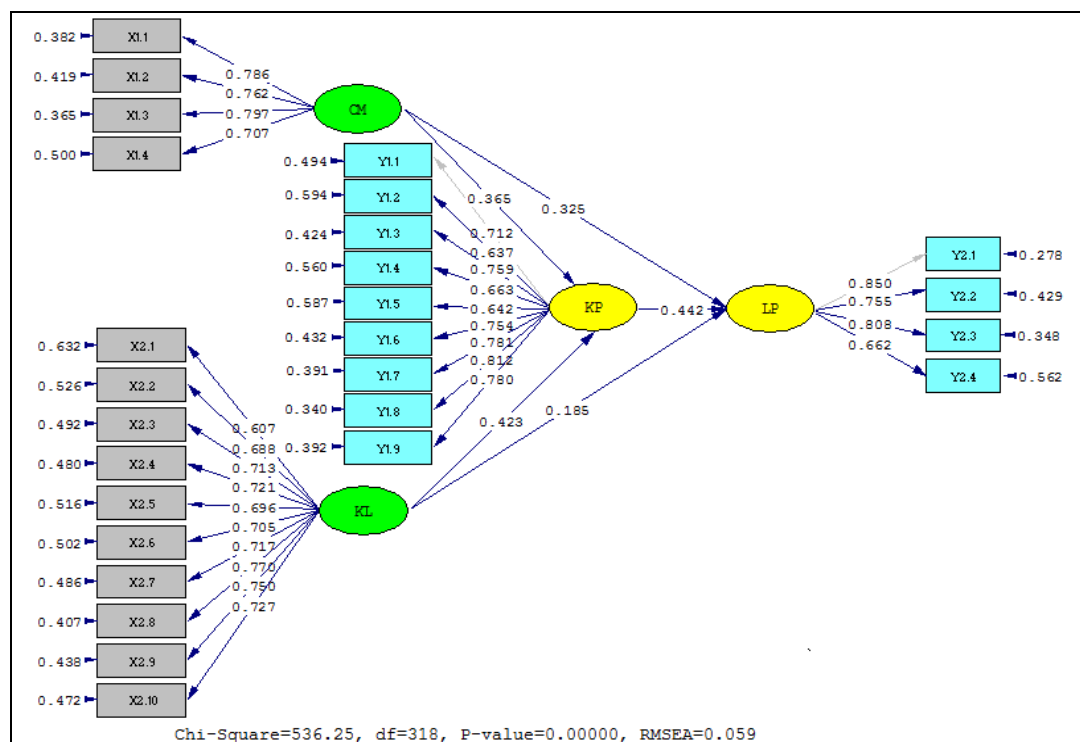 0.382 X1.1
0.419 X1.2
0.365 X1.3
0.500 X1.4
0.786
0.762
0.797
0.707
CM
0.494 Y1.1
0.594 Y1.2
0.424 Y1.3
0.560 Y1.4
0.587 Y1.5
0.432 Y1.6
0.391 Y1.7
0.340 Y1.8
0.392 Y1.9
0.712
0.637
0.759
0.663
0.642
0.754
0.781
0.812
0.780
0.365
0.325
KP
0.442
LP
0.423
0.185
0.850
0.755
0.808
0.662
Y2.1 0.278
Y2.2 0.429
Y2.3 0.348
Y2.4 0.562
0.632 X2.1
0.526 X2.2
0.492 X2.3
0.480 X2.4
0.516 X2.5
0.502 X2.6
0.486 X2.7
0.407 X2.8
0.438 X2.9
0.472 X2.10
0.607
0.688
0.713
0.721
0.696
0.705
0.717
0.770
0.750
0.727
KL
Chi-Square=536.25, df=318, P-value=0.00000, RMSEA=0.059